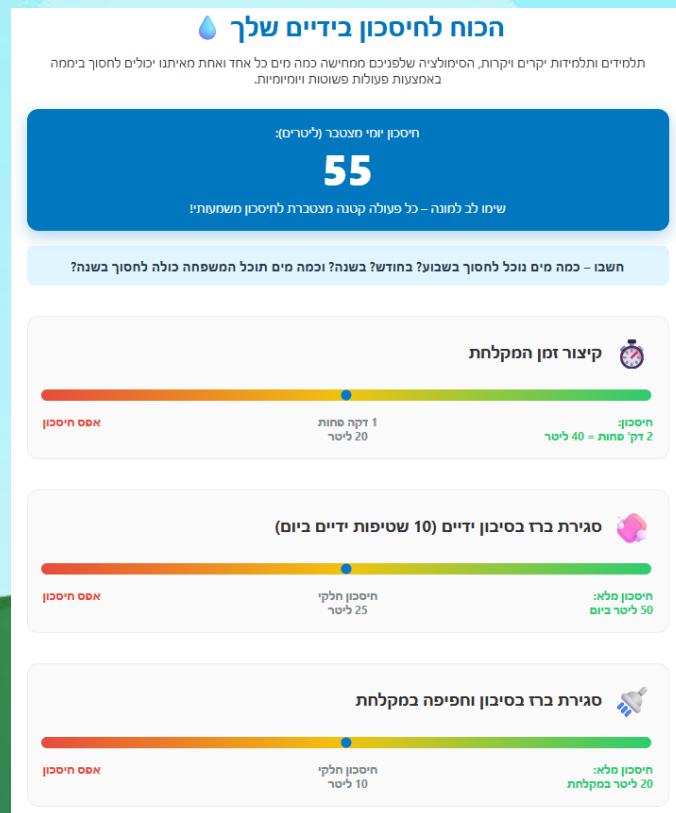 הכוח לחיסכון בידיים שלך
תלמידים ותלמידות יקרים ויקרות, הסימולציה שלפניכם ממחישה כמה מים כל אחד ואחת מאיתנו יכולים לחסוך ביממה
באמצעות פעולות פשוטות ויומיומיות.
חיסכון יומי מצטבר (ליטרים):
55
שימו לב למונה – כל פעולה קטנה מצטברת לחיסכון משמעותי!
חשבו – כמה מים נוכל לחסוך בשבוע? בחודש? בשנה? וכמה מים תוכל המשפחה כולה לחסוך בשנה?
קיצור זמן המקלחת
חיסכון:
2 דק' פחות = 40 ליטר
1 דקה פחות
20 ליטר
אפס חיסכון
סגירת ברז בסיבון ידיים (10 שטיפות ידיים ביום)
חיסכון מלא:
50 ליטר ביום
חיסכון חלקי
25 ליטר
אפס חיסכון
סגירת ברז בסיבון וחפיפה במקלחת
חיסכון מלא:
20 ליטר במקלחת
חיסכון חלקי
10 ליטר
אפס חיסכון